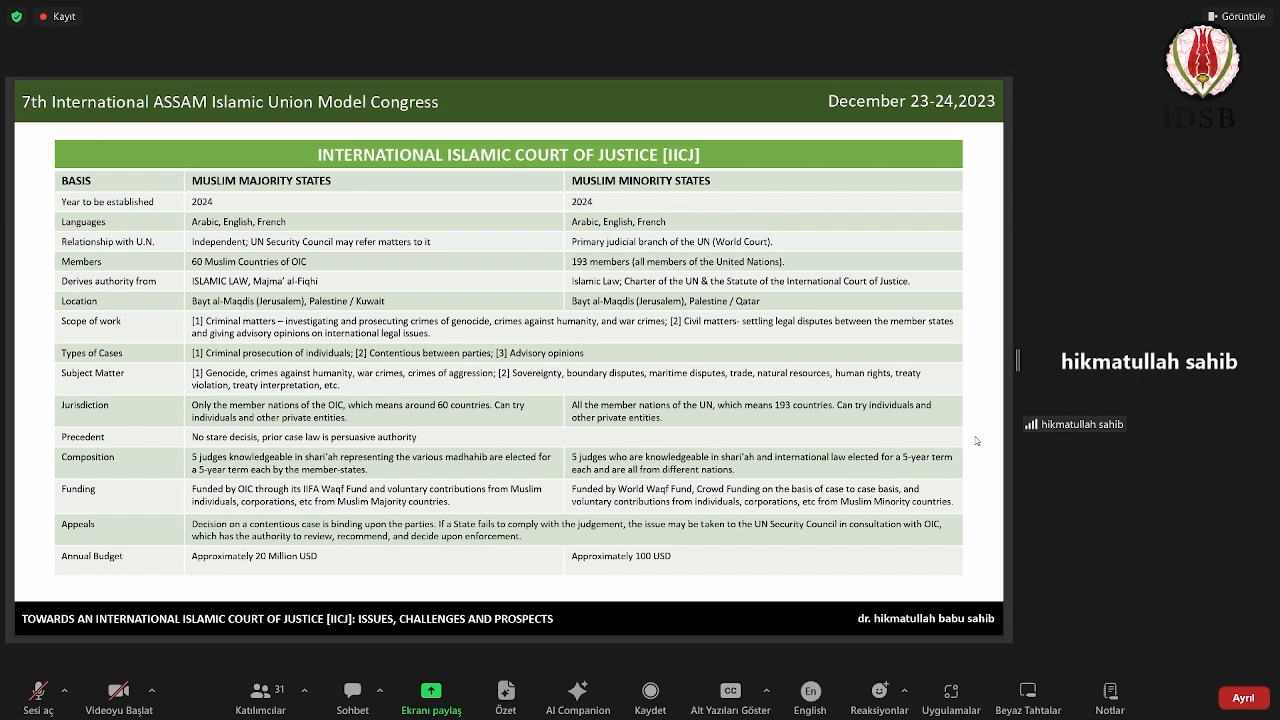 Kayıt
Görüntüle
IDSB
7th International ASSAM Islamic Union Model Congress
December 23-24,2023
INTERNATIONAL ISLAMIC COURT OF JUSTICE [IICJ]
BASIS MUSLIM MAJORITY STATES MUSLIM MINORITY STATES
Year to be established 2024 2024
Languages Arabic, English, French Arabic, English, French
Relationship with U.N. Independent; UN Security Council may refer matters to it Primary judicial branch of the UN (World Court).
Members 60 Muslim Countries of OIC 193 members (all members of the United Nations).
Derives authority from ISLAMIC LAW, Majma' al-Fiqhi Islamic Law; Charter of the UN & the Statute of the International Court of Justice.
Location Bayt al-Maqdis (Jerusalem), Palestine / Kuwait Bayt al-Maqdis (Jerusalem), Palestine / Qatar
Scope of work [1] Criminal matters – investigating and prosecuting crimes of genocide, crimes against humanity, and war crimes; [2] Civil matters- settling legal disputes between the member states
and giving advisory opinions on international legal issues.
Types of Cases [1] Criminal prosecution of individuals; [2] Contentious between parties; [3] Advisory opinions
Subject Matter [1] Genocide, crimes against humanity, war crimes, crimes of aggression; [2] Sovereignty, boundary disputes, maritime disputes, trade, natural resources, human rights, treaty
violation, treaty interpretation, etc.
Jurisdiction Only the member nations of the OIC, which means around 60 countries. Can try
individuals and other private entities.
All the member nations of the UN, which means 193 countries. Can try individuals and
other private entities.
Precedent No stare decisis, prior case law is persuasive authority
Composition 5 judges knowledgeable in shari'ah representing the various madhahib are elected for
a 5-year term each by the member-states.
5 judges who are knowledgeable in shari'ah and international law elected for a 5-year term
each and are all from different nations.
Funding Funded by OIC through its IIFA Waqf Fund and voluntary contributions from Muslim
individuals, corporations, etc from Muslim Majority countries.
Funded by World Waqf Fund, Crowd Funding on the basis of case to case basis, and
voluntary contributions from individuals, corporations, etc from Muslim Minority countries.
Appeals Decision on a contentious case is binding upon the parties. If a State fails to comply with the judgement, the issue may be taken to the UN Security Council in consultation with OIC,
which has the authority to review, recommend, and decide upon enforcement.
Annual Budget Approximately 20 Million USD Approximately 100 USD
TOWARDS AN INTERNATIONAL ISLAMIC COURT OF JUSTICE [IICJ]: ISSUES, CHALLENGES AND PROSPECTS
dr. hikmatullah babu sahib
hikmatullah sahib
hikmatullah sahib
31
CC
En
Sesi aç
Videoyu Başlat
Katılımcılar
Sohbet
Ekranı paylaş
Özet
AI Companion
Kaydet
Alt Yazıları Göster
English
Reaksiyonlar
Uygulamalar
Beyaz Tahtalar
Notlar
Ayrıl